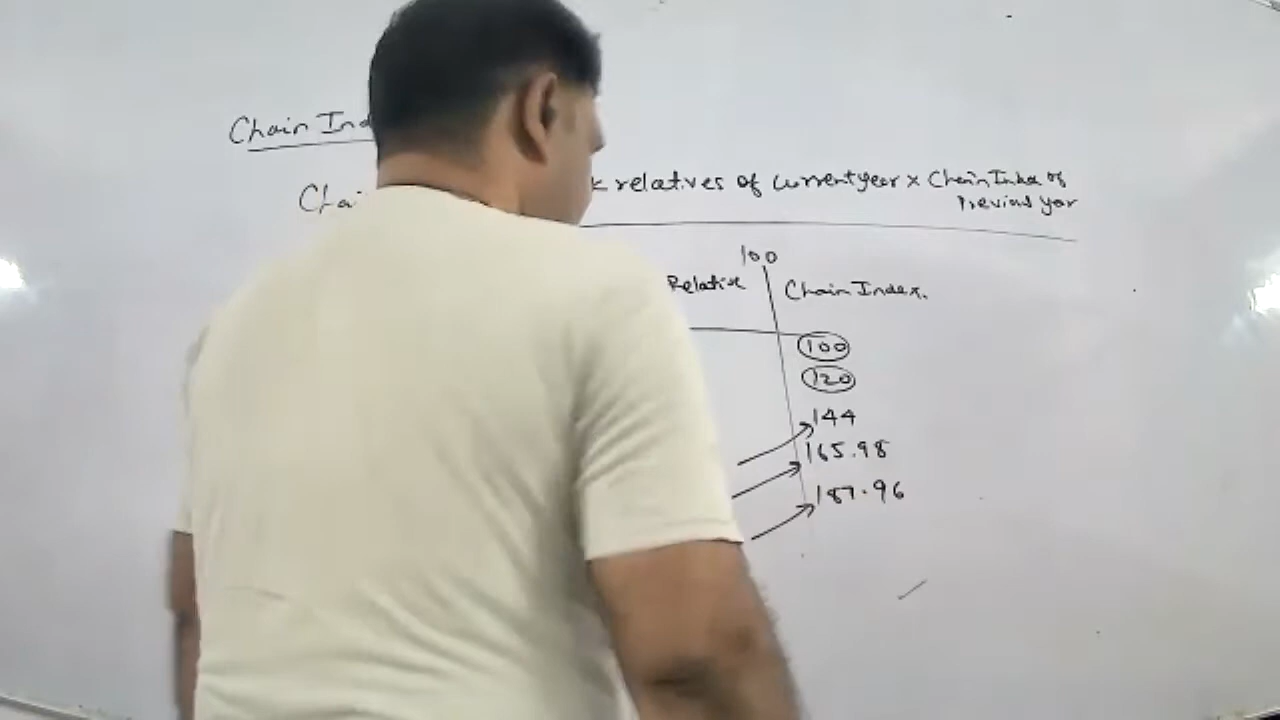 Chain Ind
Chai relatives of current year × Chain Index of
Previous year
100
Relative Chain Index.
100
120
144
165.98
187.96